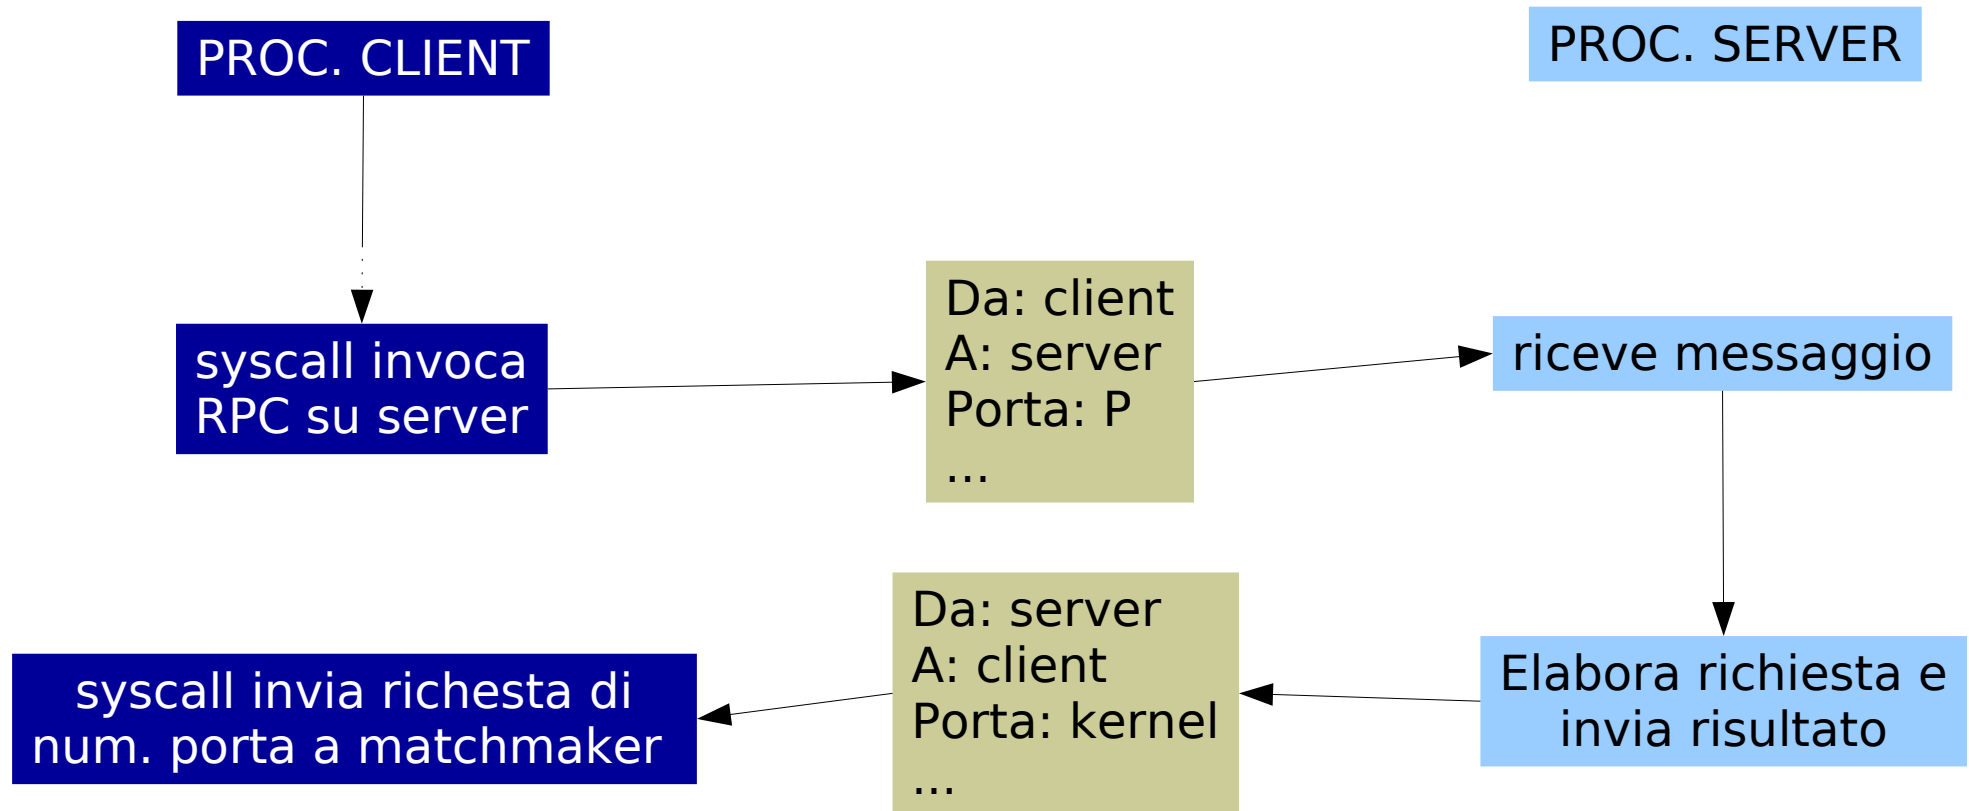 PROC. CLIENT
PROC. SERVER
syscall invoca
RPC su server
Da: client
A: server
Porta: P
...
riceve messaggio
syscall invia richesta di
num. porta a matchmaker
Da: server
A: client
Porta: kernel
...
Elabora richiesta e
invia risultato